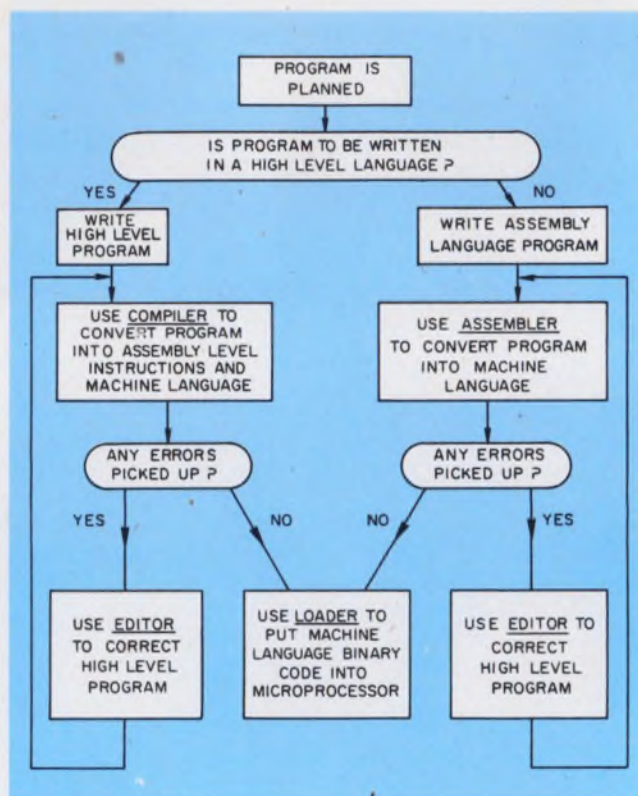 PROGRAM IS
PLANNED
IS PROGRAM TO BE WRITTEN
IN A HIGH LEVEL LANGUAGE?
YES
NO
WRITE
HIGH LEVEL
PROGRAM
WRITE ASSEMBLY
LANGUAGE PROGRAM
USE COMPILER TO
CONVERT PROGRAM
INTO ASSEMBLY LEVEL
INSTRUCTIONS AND
MACHINE LANGUAGE
USE ASSEMBLER
TO CONVERT PROGRAM
INTO MACHINE
LANGUAGE
ANY ERRORS
PICKED UP?
ANY ERRORS
PICKED UP?
YES
NO
NO
YES
USE EDITOR
TO CORRECT
HIGH LEVEL
PROGRAM
USE LOADER TO
PUT MACHINE
LANGUAGE BINARY
CODE INTO
MICROPROCESSOR
USE EDITOR TO
CORRECT
HIGH LEVEL
PROGRAM